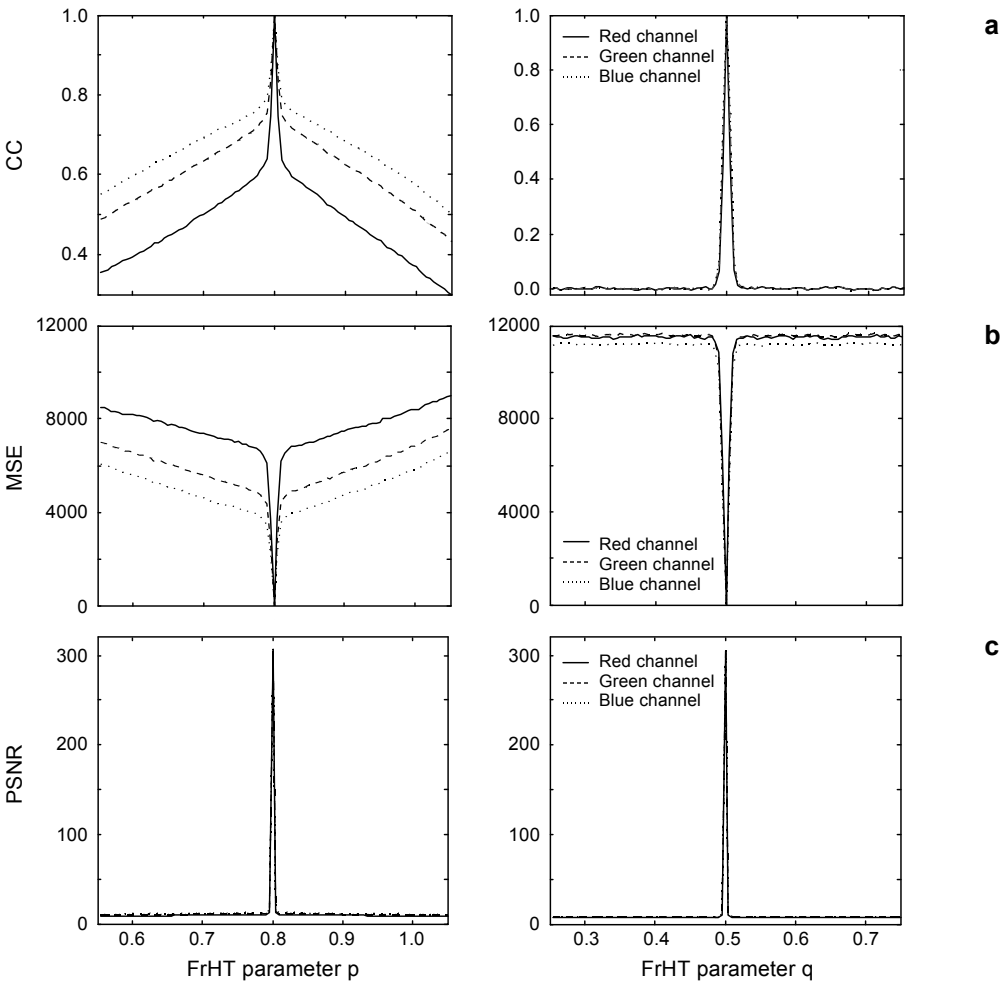 a
1.0
0.8
0.6
0.4
CC
1.0
0.8
0.6
0.4
0.2
0.0
Red channel
Green channel
Blue channel
b
12000
8000
4000
0
MSE
12000
8000
4000
0
Red channel
Green channel
Blue channel
c
300
200
100
0
PSNR
0.6 0.7 0.8 0.9 1.0
FrHT parameter p
300
200
100
0
Red channel
Green channel
Blue channel
0.3 0.4 0.5 0.6 0.7
FrHT parameter q